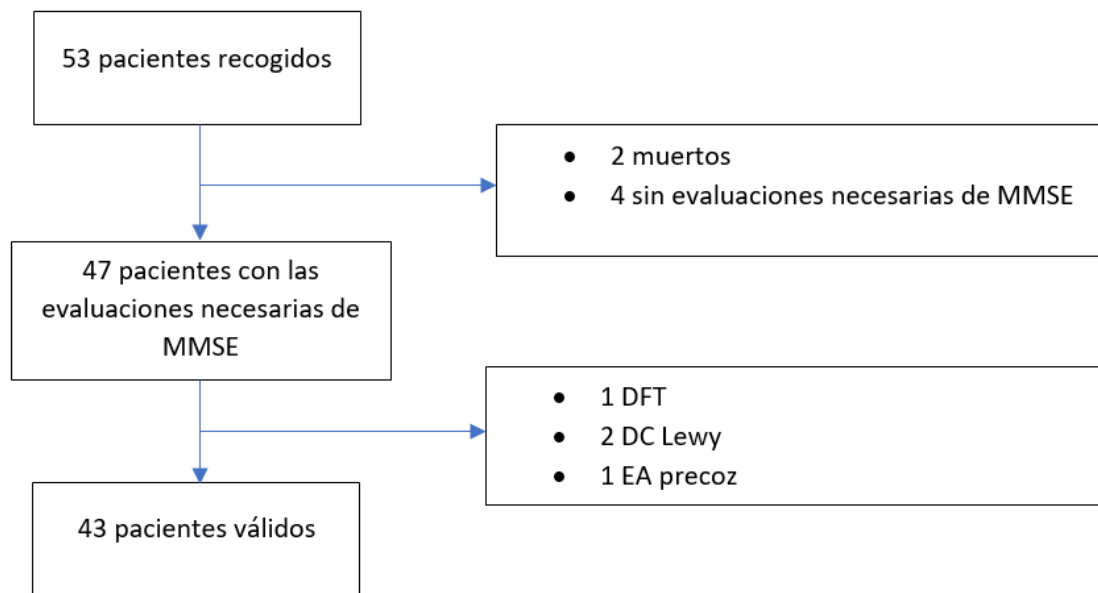 53 pacientes recogidos
• 2 muertos
• 4 sin evaluaciones necesarias de MMSE
47 pacientes con las
evaluaciones necesarias de
MMSE
• 1 DFT
• 2 DC Lewy
• 1 EA precoz
43 pacientes válidos